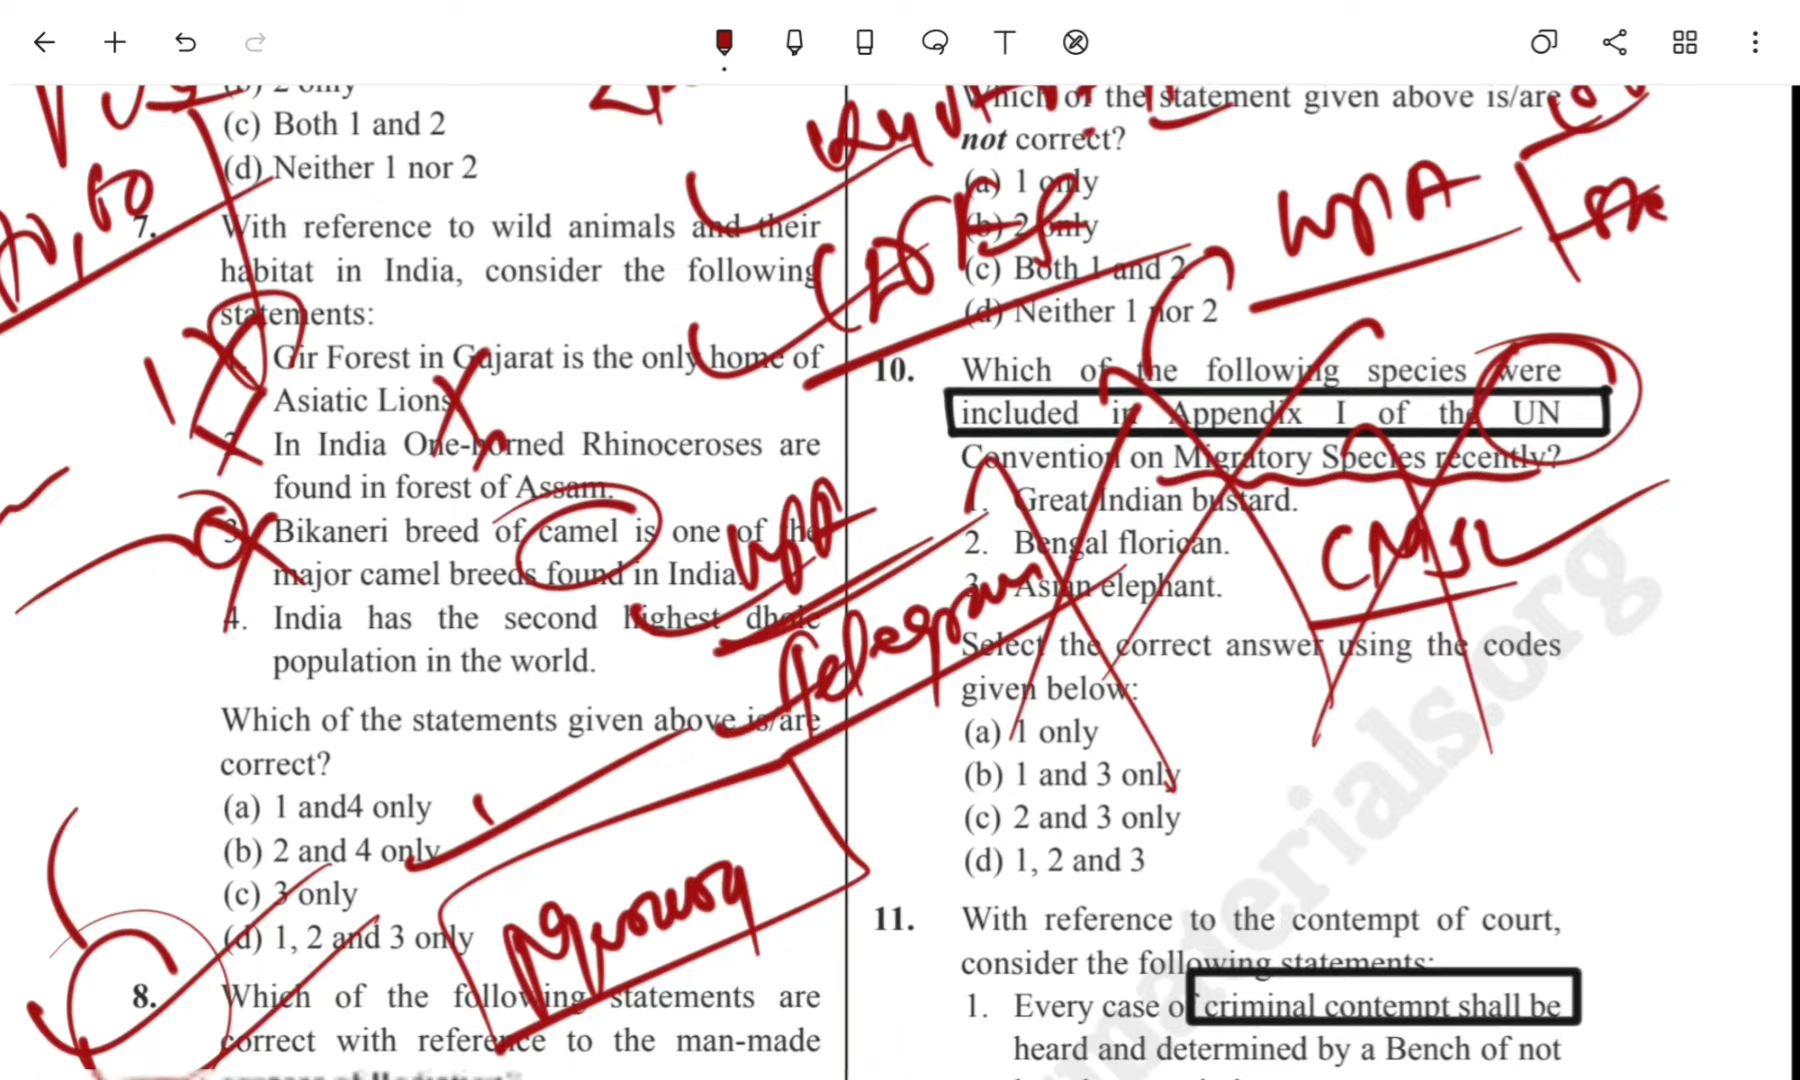 (c) Both 1 and 2
(d) Neither 1 nor 2
7. With reference to wild animals and their
habitat in India, consider the following
statements:
Gir Forest in Gujarat is the only home of
Asiatic Lions
In India One-horned Rhinoceroses are
found in forest of Assam.
3. Bikaneri breed of camel is one of the
major camel breeds found in India.
4. India has the second highest dhole
population in the world.
Which of the statements given above is/are
correct?
(a) 1 and4 only
(b) 2 and 4 only
(c) 3 only
(d) 1, 2 and 3 only
8. Which of the following statements are
correct with reference to the man-made
Which of the statement given above is/are
not correct?
(a) 1 only
(b) 2 only
(c) Both 1 and 2
(d) Neither 1 nor 2
10. Which of the following species were
included in Appendix I of the UN
Convention on Migratory Species recently?
1. Great Indian bustard.
2. Bengal florican.
3. Asian elephant.
Select the correct answer using the codes
given below:
(a) 1 only
(b) 1 and 3 only
(c) 2 and 3 only
(d) 1, 2 and 3
11. With reference to the contempt of court,
consider the following statements:
1. Every case of criminal contempt shall be
heard and determined by a Bench of not
Telegram
aterials.org